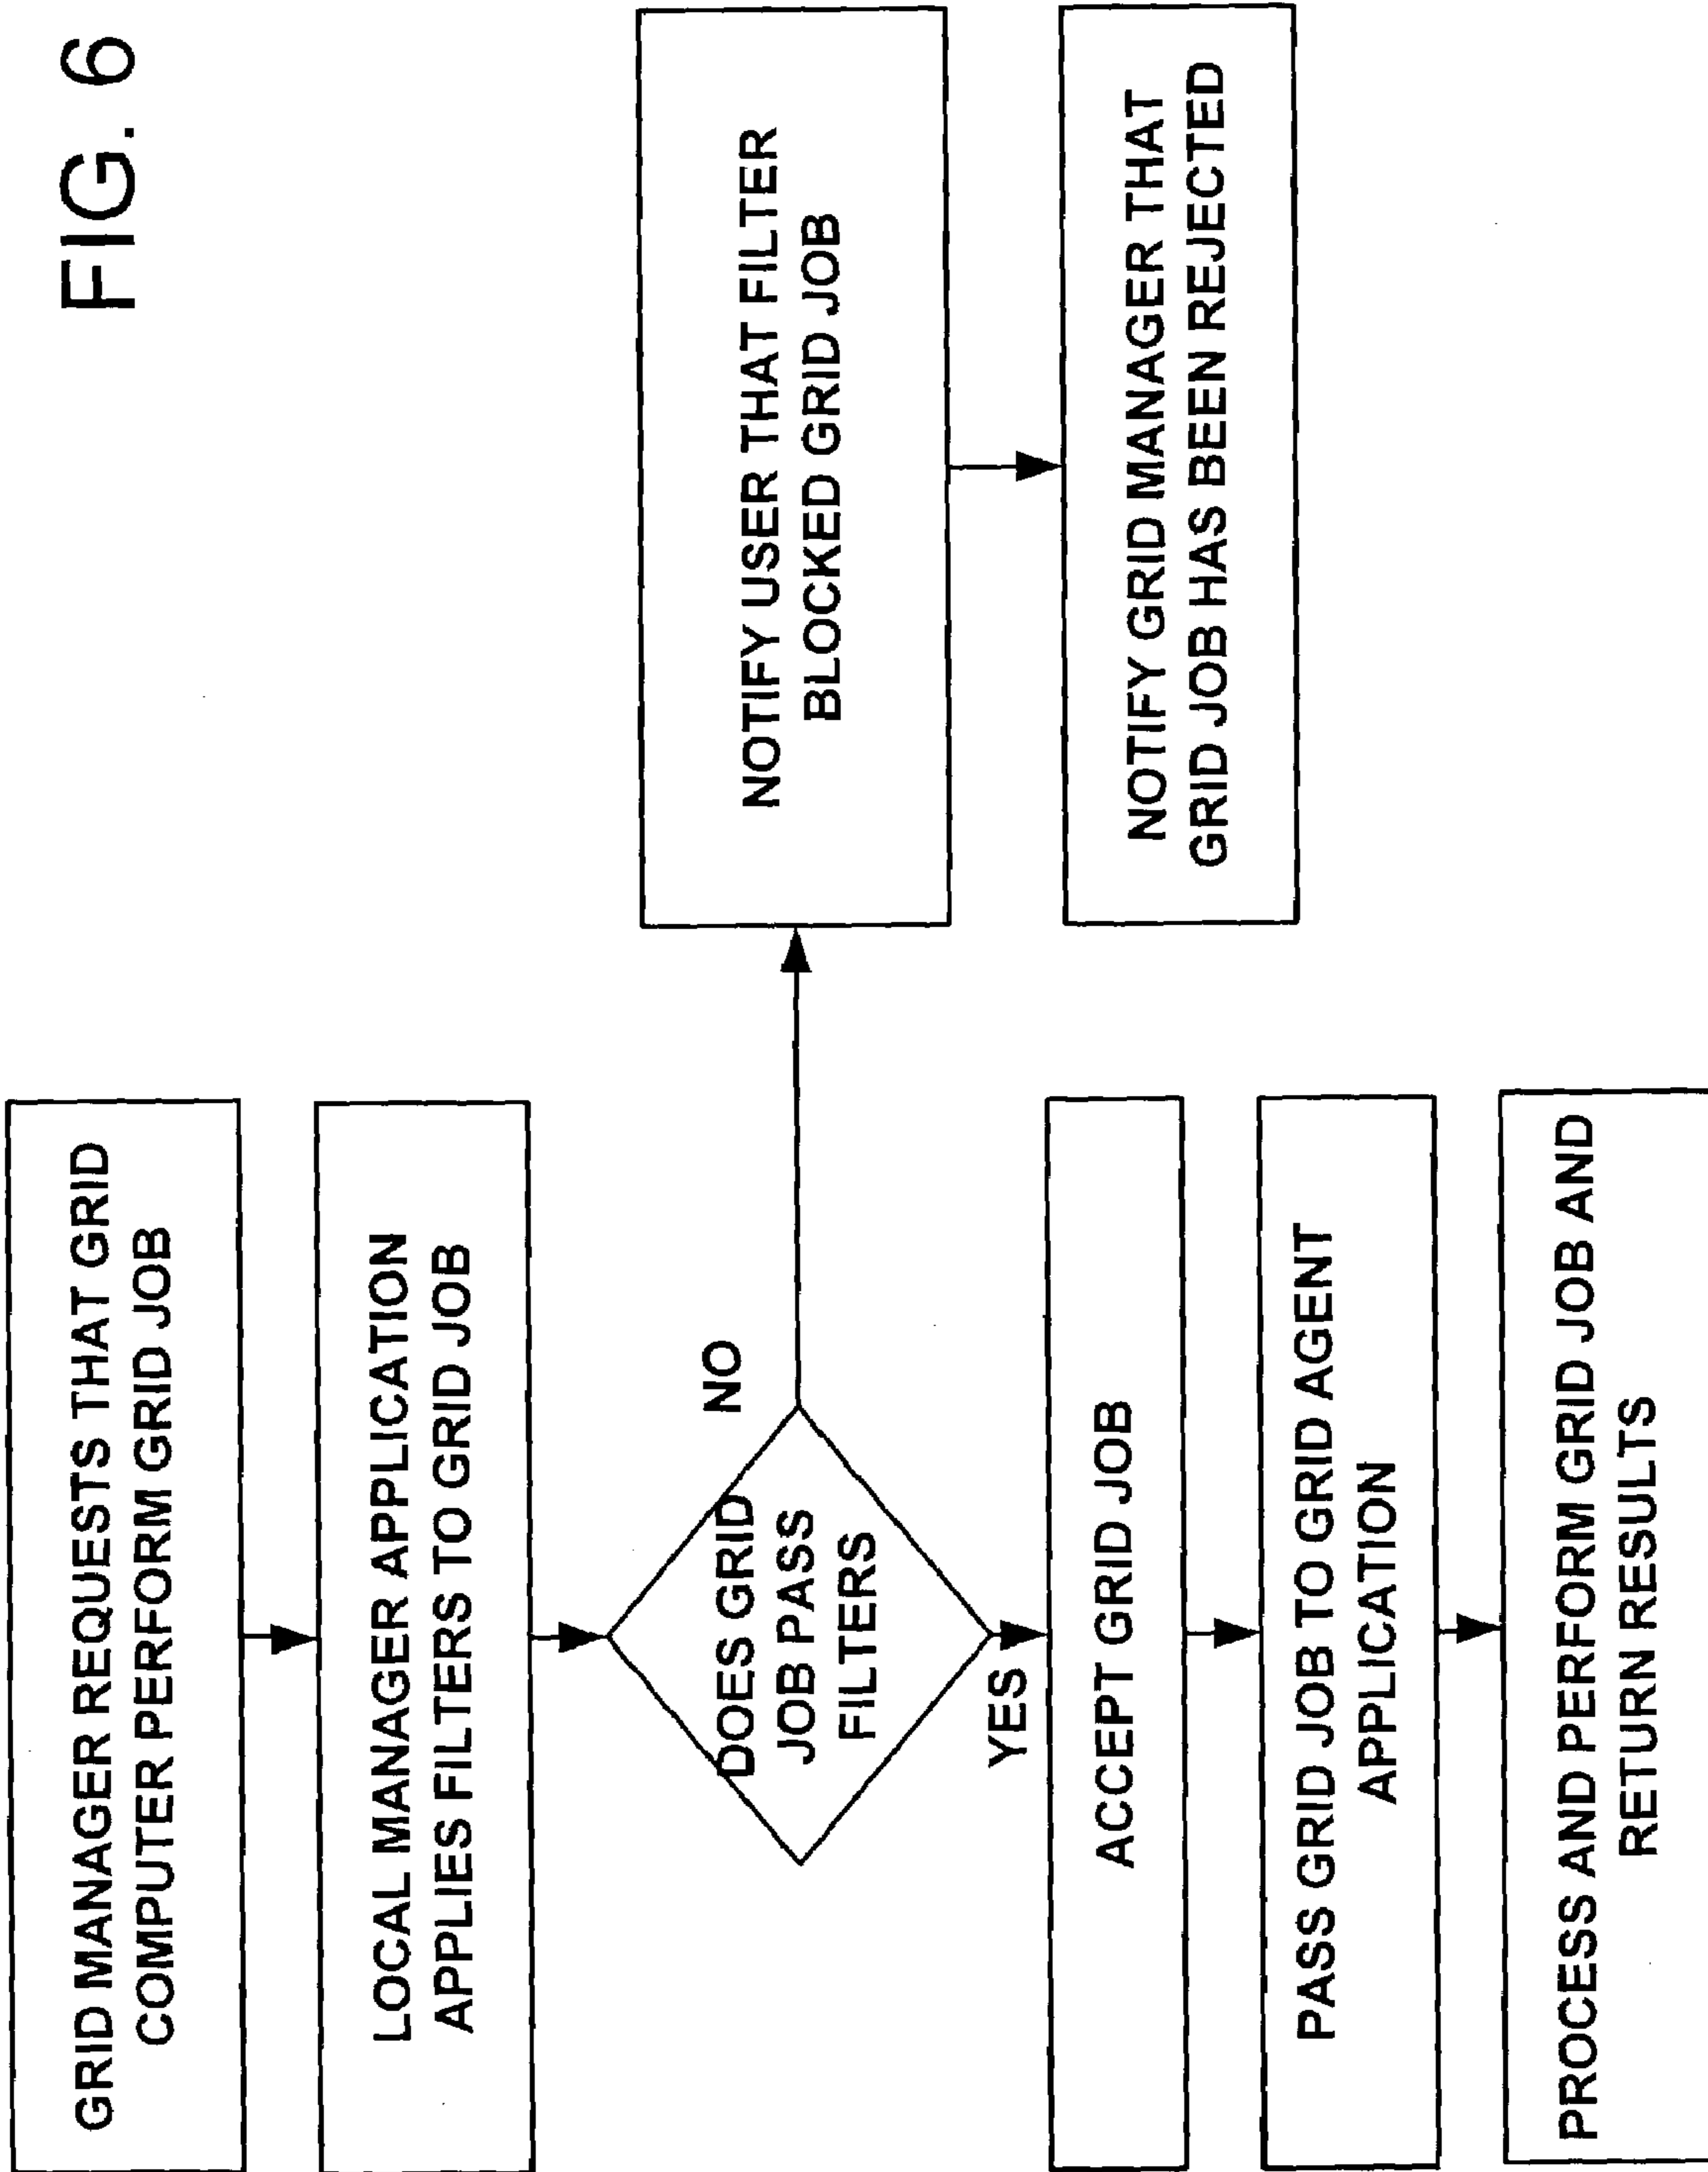 FIG. 6
GRID MANAGER REQUESTS THAT GRID
COMPUTER PERFORM GRID JOB
LOCAL MANAGER APPLICATION
APPLIES FILTERS TO GRID JOB
DOES GRID
JOB PASS
FILTERS
NO
YES
NOTIFY USER THAT FILTER
BLOCKED GRID JOB
NOTIFY GRID MANAGER THAT
GRID JOB HAS BEEN REJECTED
ACCEPT GRID JOB
PASS GRID JOB TO GRID AGENT
APPLICATION
PROCESS AND PERFORM GRID JOB AND
RETURN RESULTS